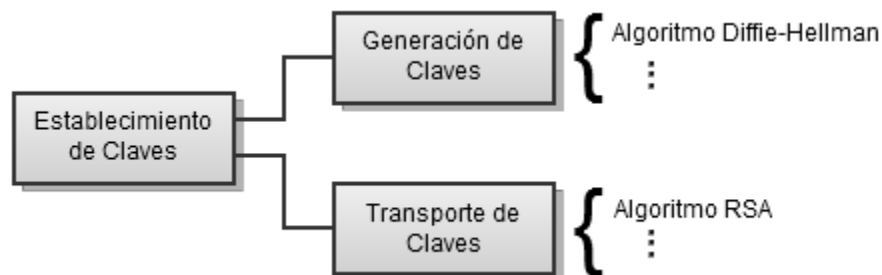 Generación de
Claves
Algoritmo Diffie-Hellman
Establecimiento
de Claves
Transporte de
Claves
Algoritmo RSA